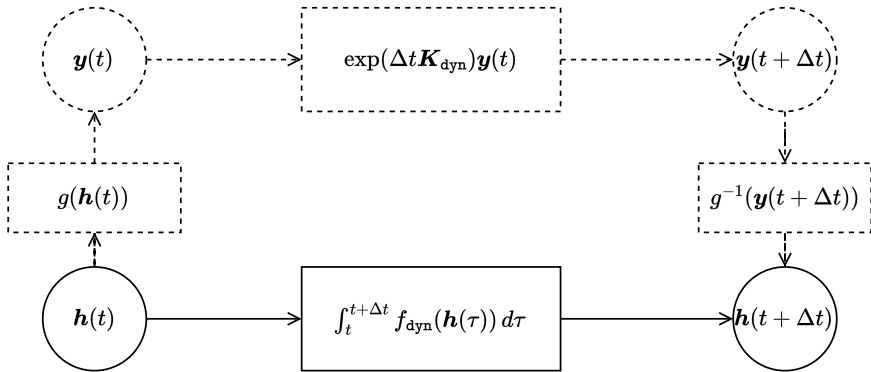 𝒚(t) exp(Δt𝑲_dyn)𝒚(t) 𝒚(t + Δt)
g(𝒉(t)) g⁻¹(𝒚(t + Δt))
𝒉(t) ∫_t^{t+Δt} f_dyn(𝒉(τ)) dτ 𝒉(t + Δt)